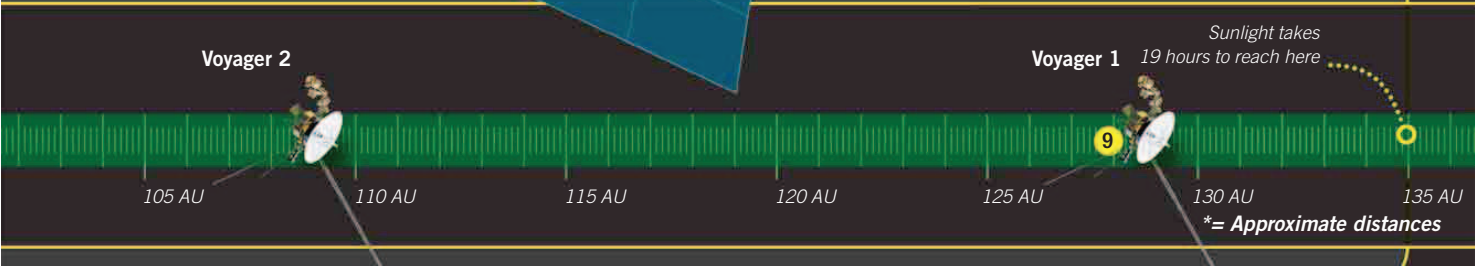 Voyager 2
Voyager 1
Sunlight takes
19 hours to reach here
9
105 AU
110 AU
115 AU
120 AU
125 AU
130 AU
135 AU
*= Approximate distances